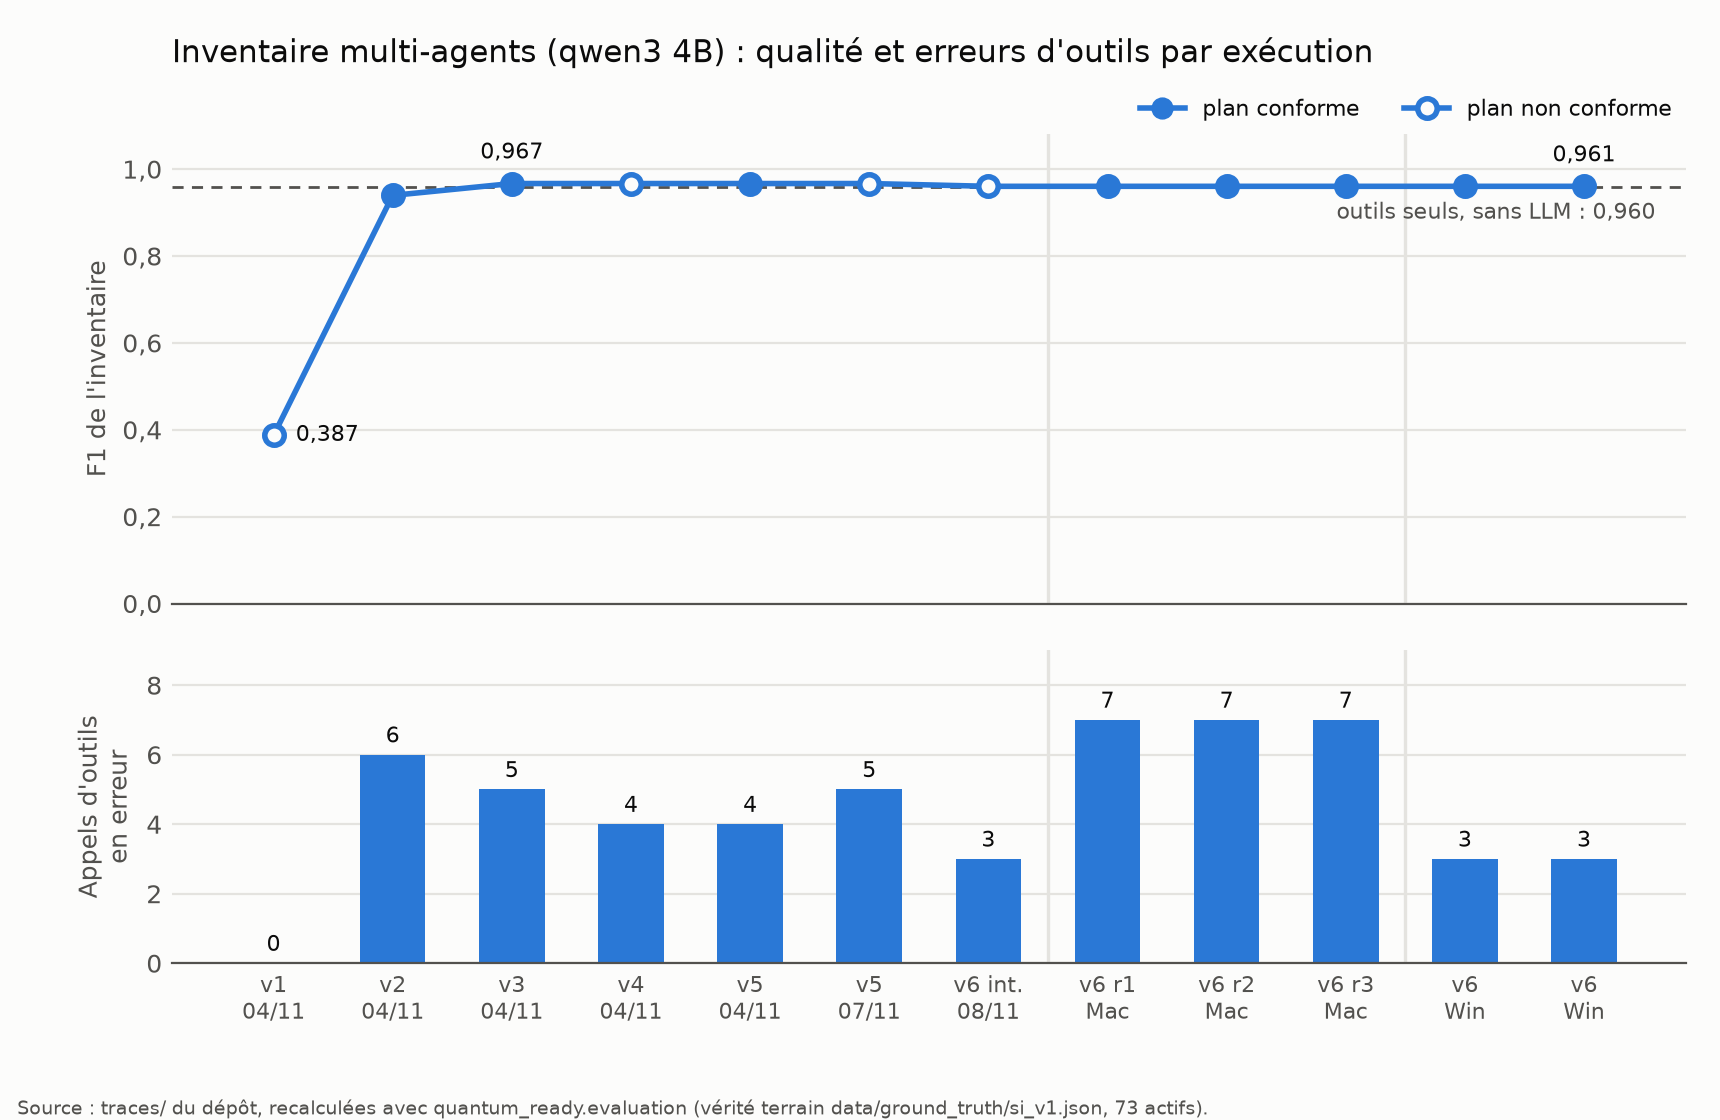 Inventaire multi-agents (qwen3 4B) : qualité et erreurs d'outils par exécution
plan conforme
plan non conforme
F1 de l'inventaire
1,0
0,8
0,6
0,4
0,2
0,0
0,387
0,967
0,961
outils seuls, sans LLM : 0,960
Appels d'outils
en erreur
8
6
4
2
0
0
6
5
4
4
5
3
7
7
7
3
3
v1
04/11
v2
04/11
v3
04/11
v4
04/11
v5
04/11
v5
07/11
v6 int.
08/11
v6 r1
Mac
v6 r2
Mac
v6 r3
Mac
v6
Win
v6
Win
Source : traces/ du dépôt, recalculées avec quantum_ready.evaluation (vérité terrain data/ground_truth/si_v1.json, 73 actifs).